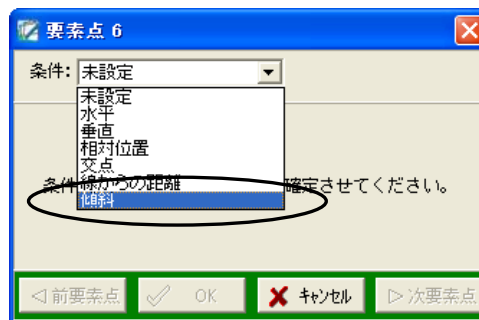 要素点 6
条件: 未設定
未設定
水平
垂直
相対位置
交点
線からの距離
傾斜
条件 確定させてください。
前要素点 OK キャンセル 次要素点